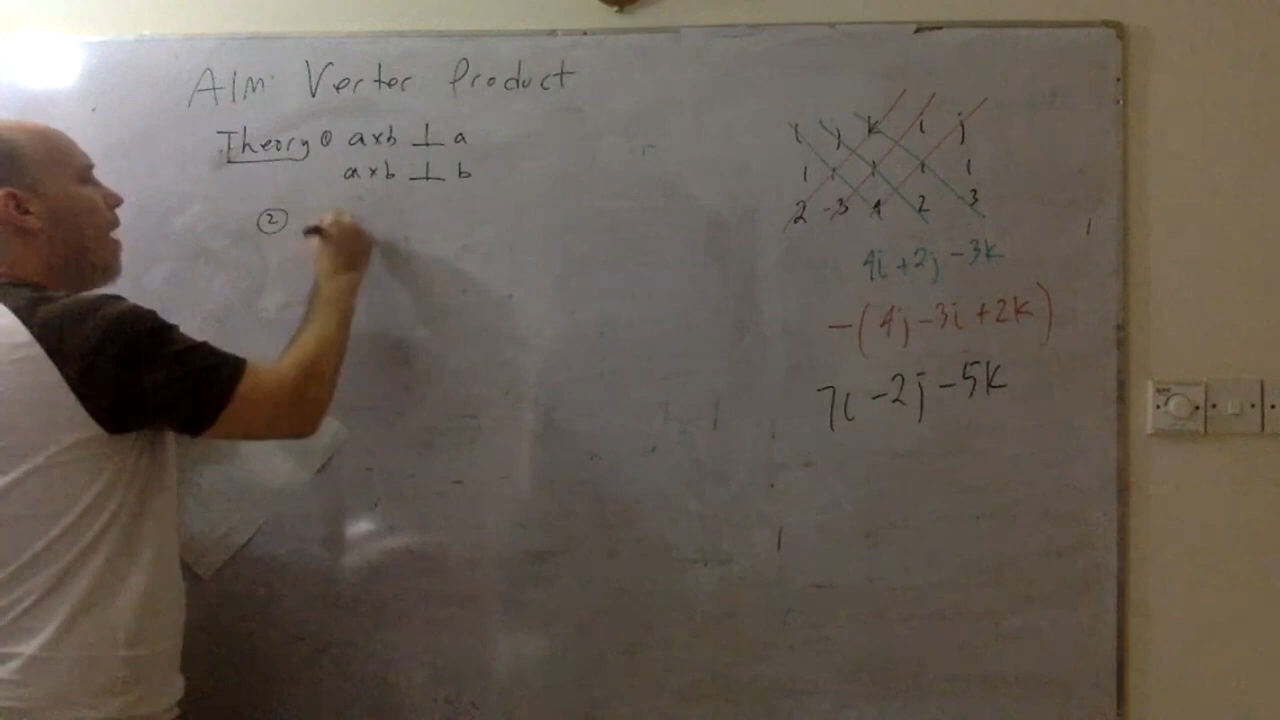 AIM Vector Product
Theory ① a×b ⊥ a
a×b ⊥ b
②
i j k i j
1 1 1 1 1
2 -3 4 2 -3
4i +2j -3k
-(4j -3i +2k)
7i -2j -5k